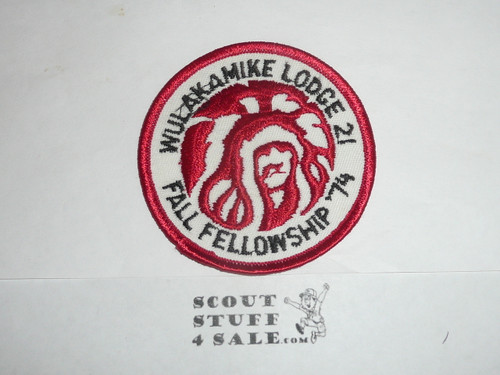 WULAKAMIKE LODGE 21
FALL FELLOWSHIP '74
SCOUT
STUFF
4 SALE.COM